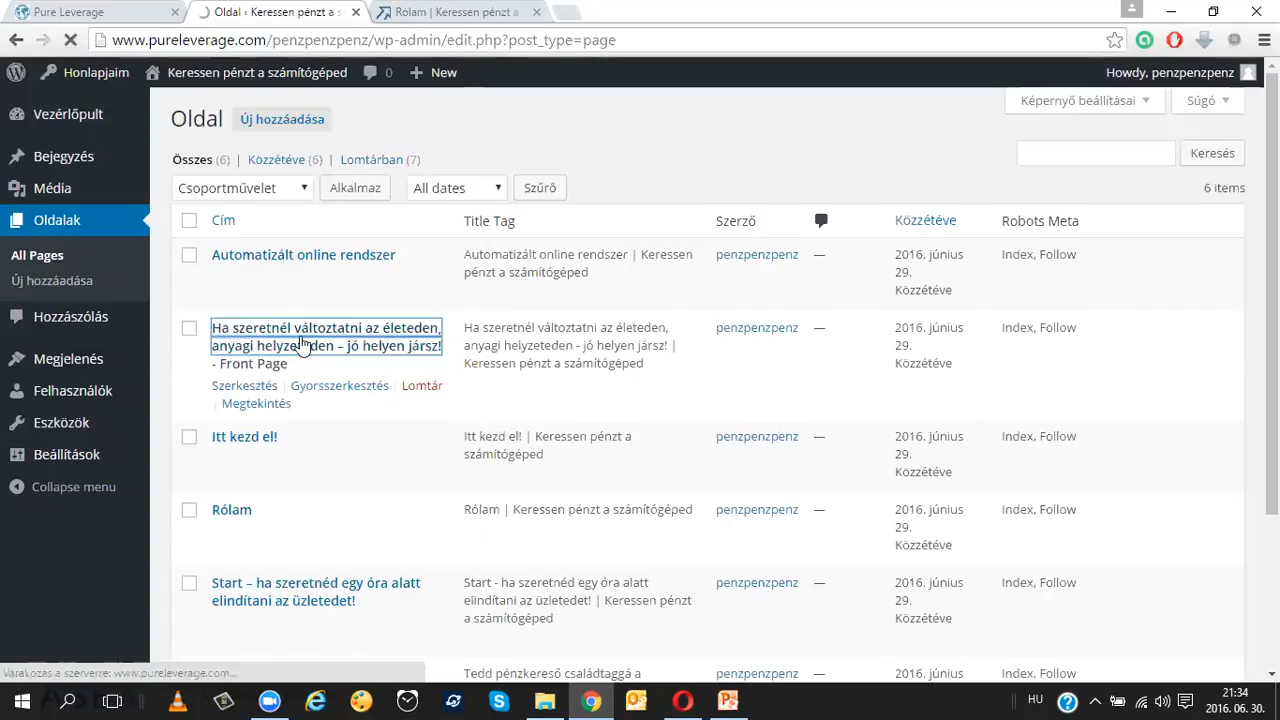 Pure Leverage
Oldal ‹ Keressen pénzt a s
Rólam | Keressen pénzt a
www.pureleverage.com/penzpenzpenz/wp-admin/edit.php?post_type=page
Honlapjaim
Keressen pénzt a számítógéped
0
New
Howdy, penzpenzpenz
Képernyő beállításai
Súgó
Vezérlőpult
Bejegyzés
Média
Oldalak
All Pages
Új hozzáadása
Hozzászólás
Megjelenés
Felhasználók
Eszközök
Beállítások
Collapse menu
Oldal
Új hozzáadása
Összes (6) | Közzétéve (6) | Lomtárban (7)
Keresés
Csoportművelet
Alkalmaz
All dates
Szűrő
6 items
Cím
Title Tag
Szerző
Közzétéve
Robots Meta
Automatizált online rendszer
Automatizált online rendszer | Keressen
pénzt a számítógéped
penzpenzpenz
—
2016. június
29.
Közzétéve
Index, Follow
Ha szeretnél változtatni az életeden,
anyagi helyzeteden – jó helyen jársz!
- Front Page
Szerkesztés | Gyorsszerkesztés | Lomtár
| Megtekintés
Ha szeretnél változtatni az életeden,
anyagi helyzeteden - jó helyen jársz! |
Keressen pénzt a számítógéped
penzpenzpenz
—
2016. június
29.
Közzétéve
Index, Follow
Itt kezd el!
Itt kezd el! | Keressen pénzt a
számítógéped
penzpenzpenz
—
2016. június
29.
Közzétéve
Index, Follow
Rólam
Rólam | Keressen pénzt a számítógéped
penzpenzpenz
—
2016. június
29.
Közzétéve
Index, Follow
Start – ha szeretnéd egy óra alatt
elindítani az üzletedet!
Start - ha szeretnéd egy óra alatt
elindítani az üzletedet! | Keressen pénzt
a számítógéped
penzpenzpenz
—
2016. június
29.
Közzétéve
Index, Follow
Tedd pénzkereső családtaggá a
penzpenzpenz
—
2016. június
Index, Follow
Várakozás a szerverre: www.pureleverage.com...
HU
21:34
2016. 06. 30.